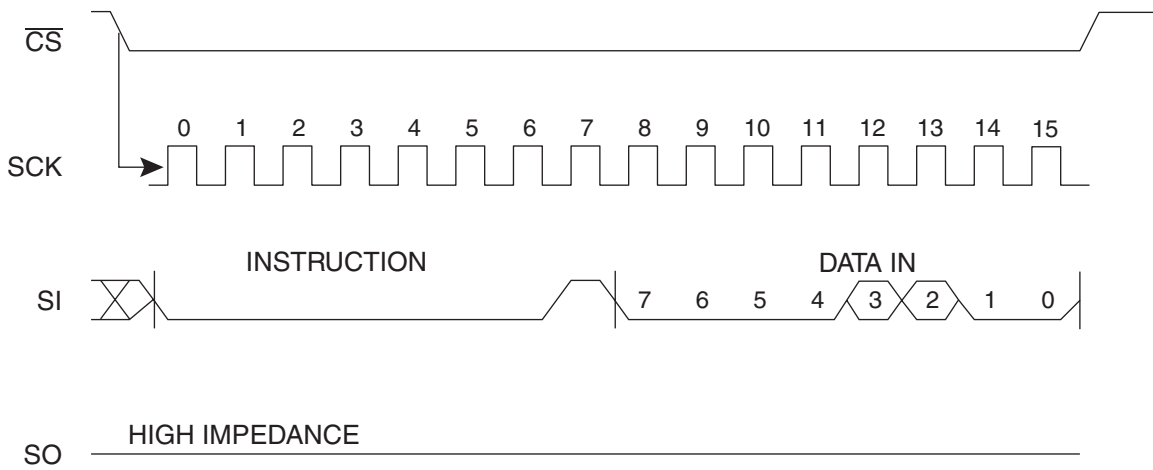 C̅S̅
0 1 2 3 4 5 6 7 8 9 10 11 12 13 14 15
SCK
INSTRUCTION DATA IN
SI 7 6 5 4 3 2 1 0
HIGH IMPEDANCE
SO